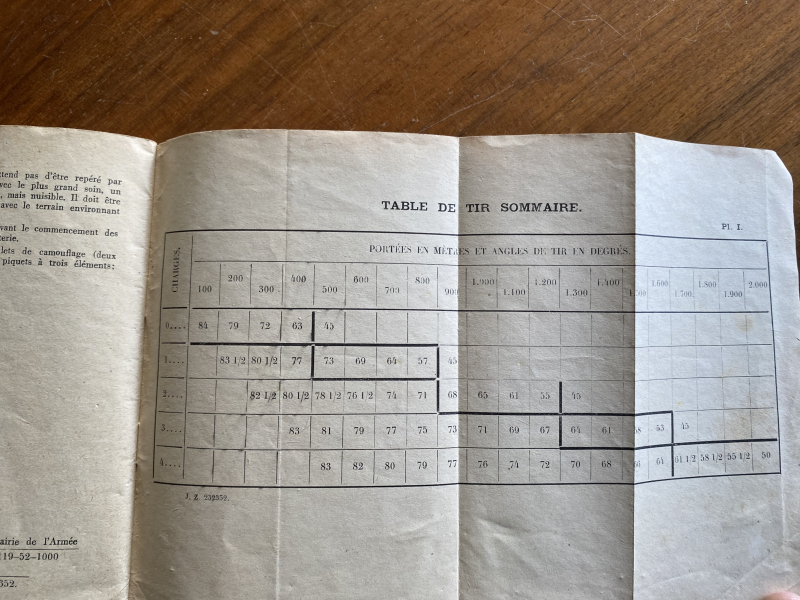 tend pas d'être repéré par
vec le plus grand soin, un
, mais nuisible. Il doit être
avec le terrain environnant
vant le commencement des
terie.
lets de camouflage (deux
piquets à trois éléments:
airie de l'Armée
119-52-1000
352.
TABLE DE TIR SOMMAIRE.
Pl. I.
CHARGES.
PORTÉES EN MÈTRES ET ANGLES DE TIR EN DEGRÉS.
100 200 300 400 500 600 700 800 900 1.000 1.100 1.200 1.300 1.400 1.500 1.600 1.700 1.800 1.900 2.000
0.... 84 79 72 63 45
1.... 83 1/2 80 1/2 77 73 69 64 57 45
2.... 82 1/2 80 1/2 78 1/2 76 1/2 74 71 68 65 61 55 45
3.... 83 81 79 77 75 73 71 69 67 64 61 58 53 45
4.... 83 82 80 79 77 76 74 72 70 68 66 64 61 1/2 58 1/2 55 1/2 50
J. Z. 232352.